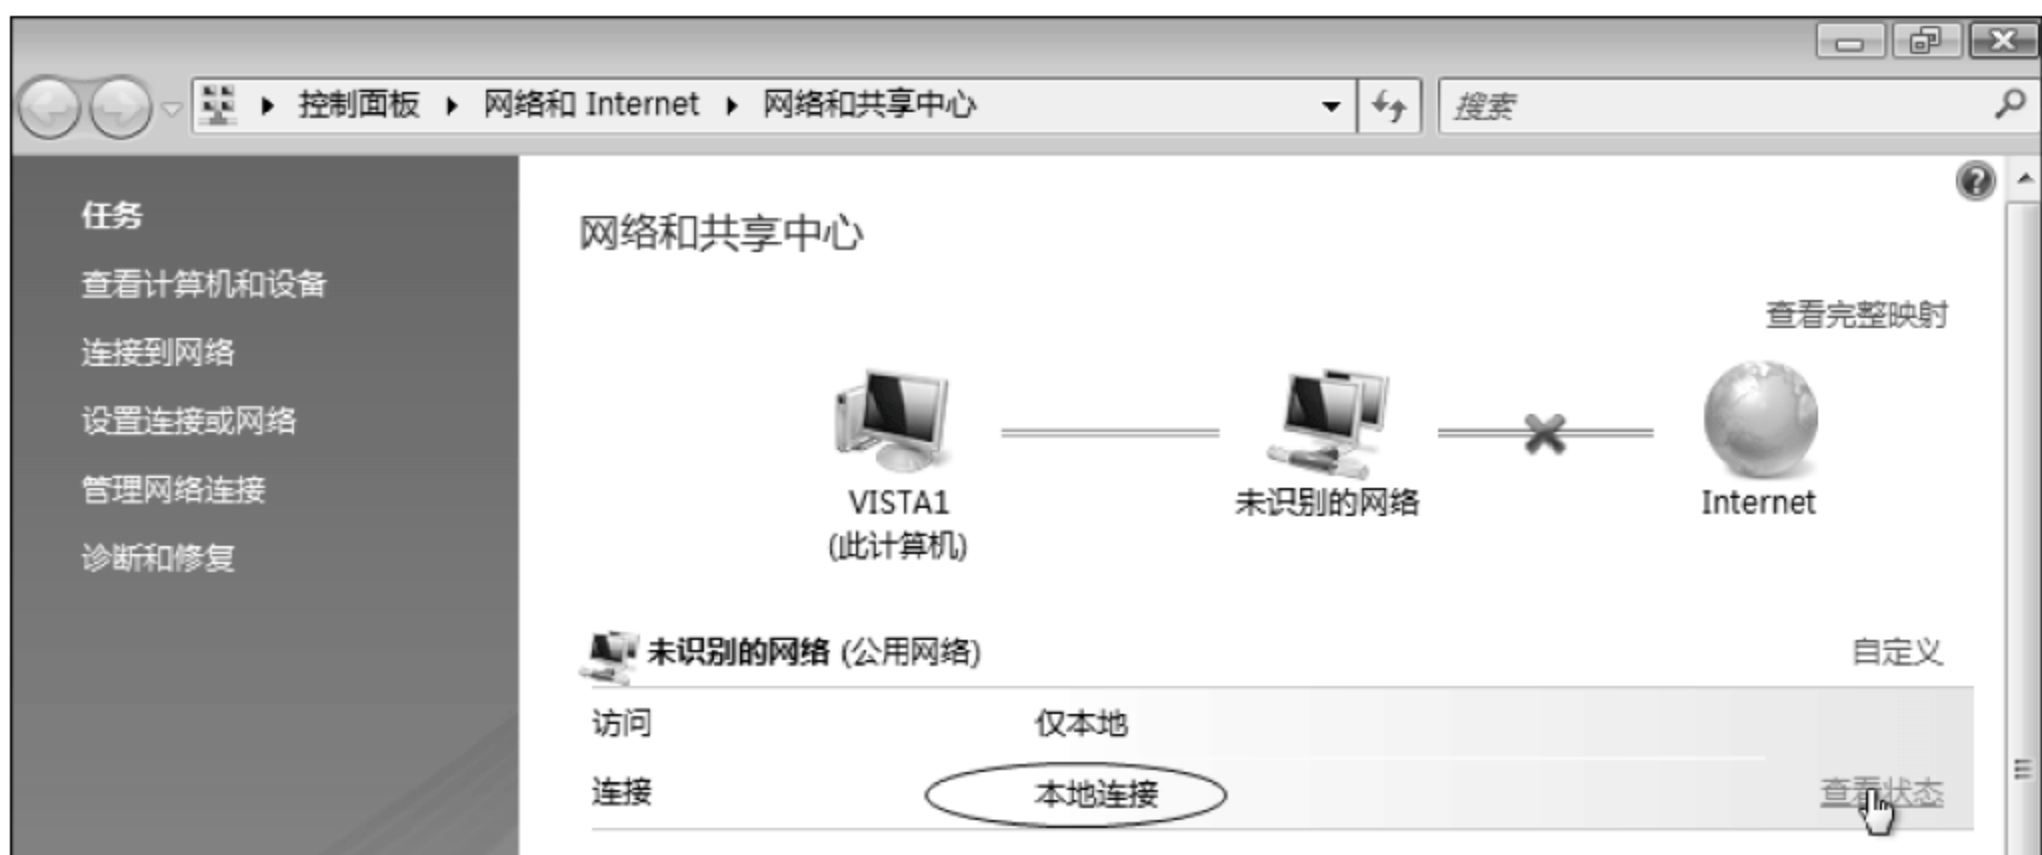 控制面板 网络和 Internet 网络和共享中心
搜索
任务
查看计算机和设备
连接到网络
设置连接或网络
管理网络连接
诊断和修复
网络和共享中心
查看完整映射
VISTA1
(此计算机)
未识别的网络
Internet
未识别的网络 (公用网络)
自定义
访问 仅本地
连接 本地连接 查看状态